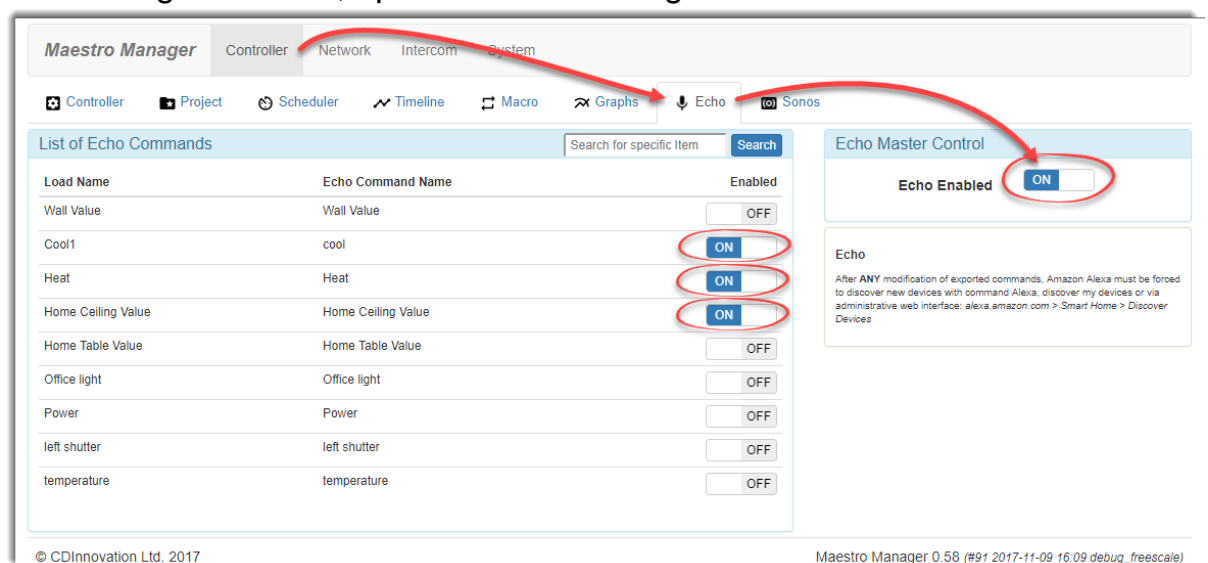 Maestro Manager Controller Network Intercom System
Controller Project Scheduler Timeline Macro Graphs Echo Sonos
List of Echo Commands Search for specific Item Search
Load Name Echo Command Name Enabled
Wall Value Wall Value OFF
Cool1 cool ON
Heat Heat ON
Home Ceiling Value Home Ceiling Value ON
Home Table Value Home Table Value OFF
Office light Office light OFF
Power Power OFF
left shutter left shutter OFF
temperature temperature OFF
Echo Master Control
Echo Enabled ON
Echo
After ANY modification of exported commands, Amazon Alexa must be forced
to discover new devices with command Alexa, discover my devices or via
administrative web interface: alexa.amazon.com > Smart Home > Discover
Devices
© CDInnovation Ltd. 2017
Maestro Manager 0.58 (#91 2017-11-09 16:09 debug_freescale)